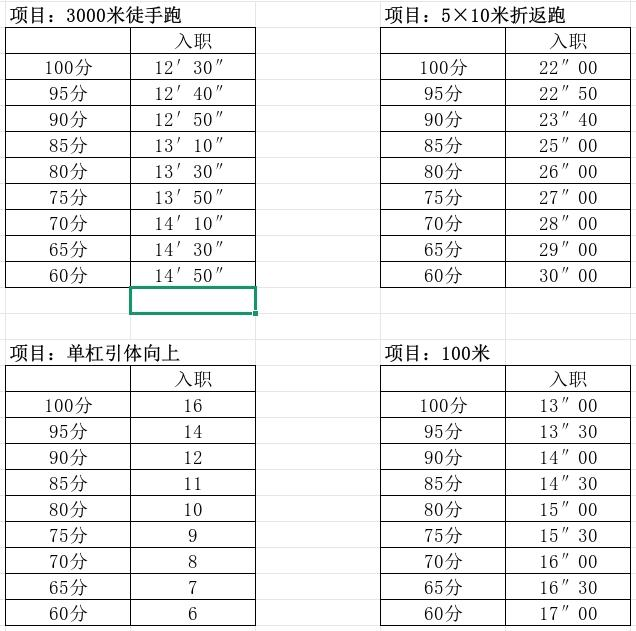 项目：3000米徒手跑
入职
100分 12′30″
95分 12′40″
90分 12′50″
85分 13′10″
80分 13′30″
75分 13′50″
70分 14′10″
65分 14′30″
60分 14′50″
项目：5×10米折返跑
入职
100分 22″00
95分 22″50
90分 23″40
85分 25″00
80分 26″00
75分 27″00
70分 28″00
65分 29″00
60分 30″00
项目：单杠引体向上
入职
100分 16
95分 14
90分 12
85分 11
80分 10
75分 9
70分 8
65分 7
60分 6
项目：100米
入职
100分 13″00
95分 13″30
90分 14″00
85分 14″30
80分 15″00
75分 15″30
70分 16″00
65分 16″30
60分 17″00